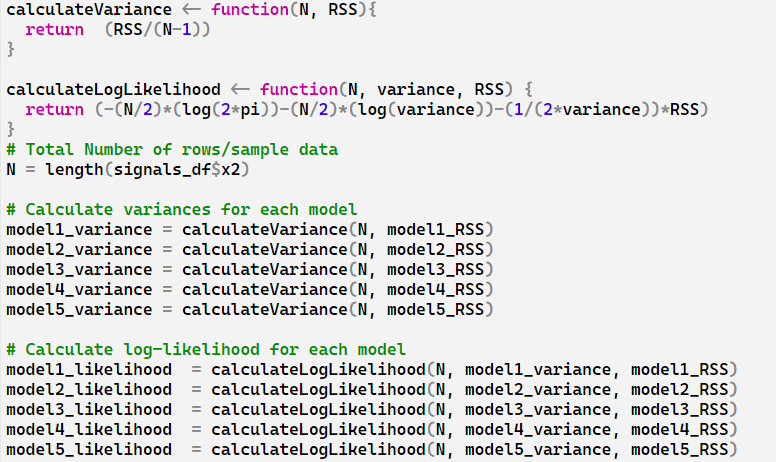 calculateVariance <- function(N, RSS){
  return  (RSS/(N-1))
}

calculateLogLikelihood <- function(N, variance, RSS) {
  return (-(N/2)*(log(2*pi))-(N/2)*(log(variance))-(1/(2*variance))*RSS)
}
# Total Number of rows/sample data
N = length(signals_df$x2)

# Calculate variances for each model
model1_variance = calculateVariance(N, model1_RSS)
model2_variance = calculateVariance(N, model2_RSS)
model3_variance = calculateVariance(N, model3_RSS)
model4_variance = calculateVariance(N, model4_RSS)
model5_variance = calculateVariance(N, model5_RSS)

# Calculate log-likelihood for each model
model1_likelihood  = calculateLogLikelihood(N, model1_variance, model1_RSS)
model2_likelihood  = calculateLogLikelihood(N, model2_variance, model2_RSS)
model3_likelihood  = calculateLogLikelihood(N, model3_variance, model3_RSS)
model4_likelihood  = calculateLogLikelihood(N, model4_variance, model4_RSS)
model5_likelihood  = calculateLogLikelihood(N, model5_variance, model5_RSS)